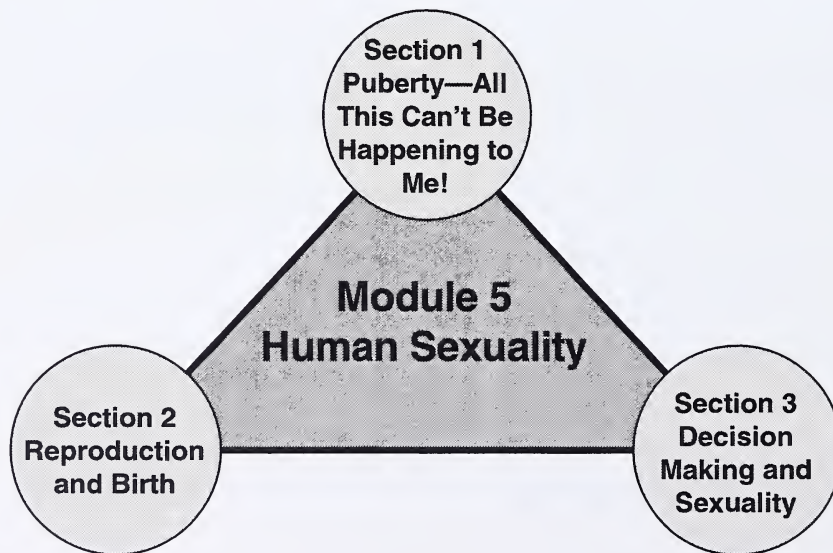 Section 1
Puberty—All
This Can't Be
Happening to
Me!
Module 5
Human Sexuality
Section 2
Reproduction
and Birth
Section 3
Decision
Making and
Sexuality